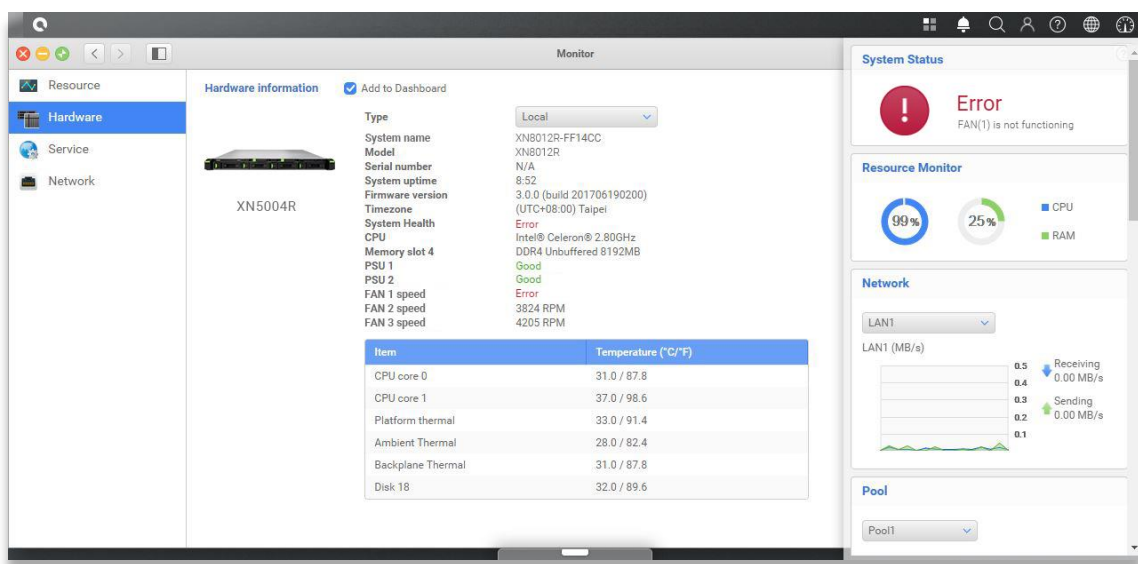 Monitor
Resource
Hardware
Service
Network
Hardware information
Add to Dashboard
XN5004R
Type Local
System name XN8012R-FF14CC
Model XN8012R
Serial number N/A
System uptime 8:52
Firmware version 3.0.0 (build 201706190200)
Timezone (UTC+08:00) Taipei
System Health Error
CPU Intel® Celeron® 2.80GHz
Memory slot 4 DDR4 Unbuffered 8192MB
PSU 1 Good
PSU 2 Good
FAN 1 speed Error
FAN 2 speed 3824 RPM
FAN 3 speed 4205 RPM
Item Temperature (°C/°F)
CPU core 0 31.0 / 87.8
CPU core 1 37.0 / 98.6
Platform thermal 33.0 / 91.4
Ambient Thermal 28.0 / 82.4
Backplane Thermal 31.0 / 87.8
Disk 18 32.0 / 89.6
System Status
Error
FAN(1) is not functioning
Resource Monitor
99%
25%
CPU
RAM
Network
LAN1
LAN1 (MB/s)
0.5
0.4
0.3
0.2
0.1
Receiving
0.00 MB/s
Sending
0.00 MB/s
Pool
Pool1